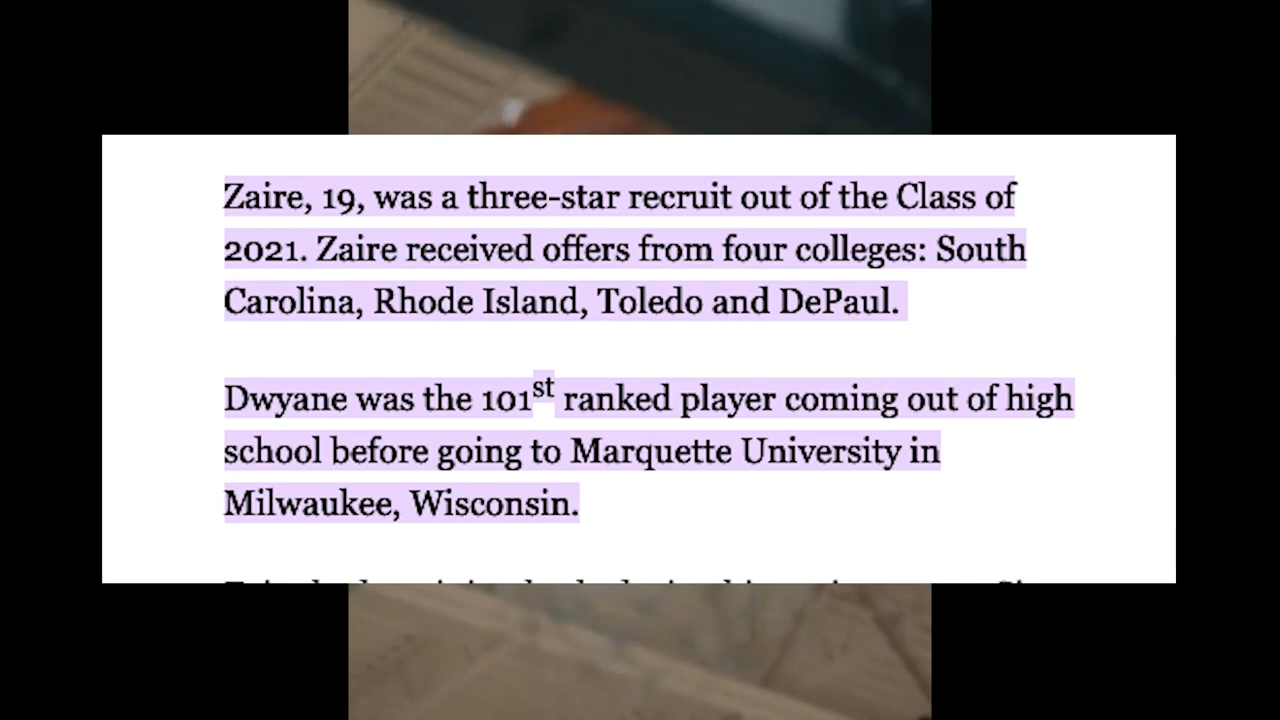 Zaire, 19, was a three-star recruit out of the Class of
2021. Zaire received offers from four colleges: South
Carolina, Rhode Island, Toledo and DePaul.
Dwyane was the 101st ranked player coming out of high
school before going to Marquette University in
Milwaukee, Wisconsin.